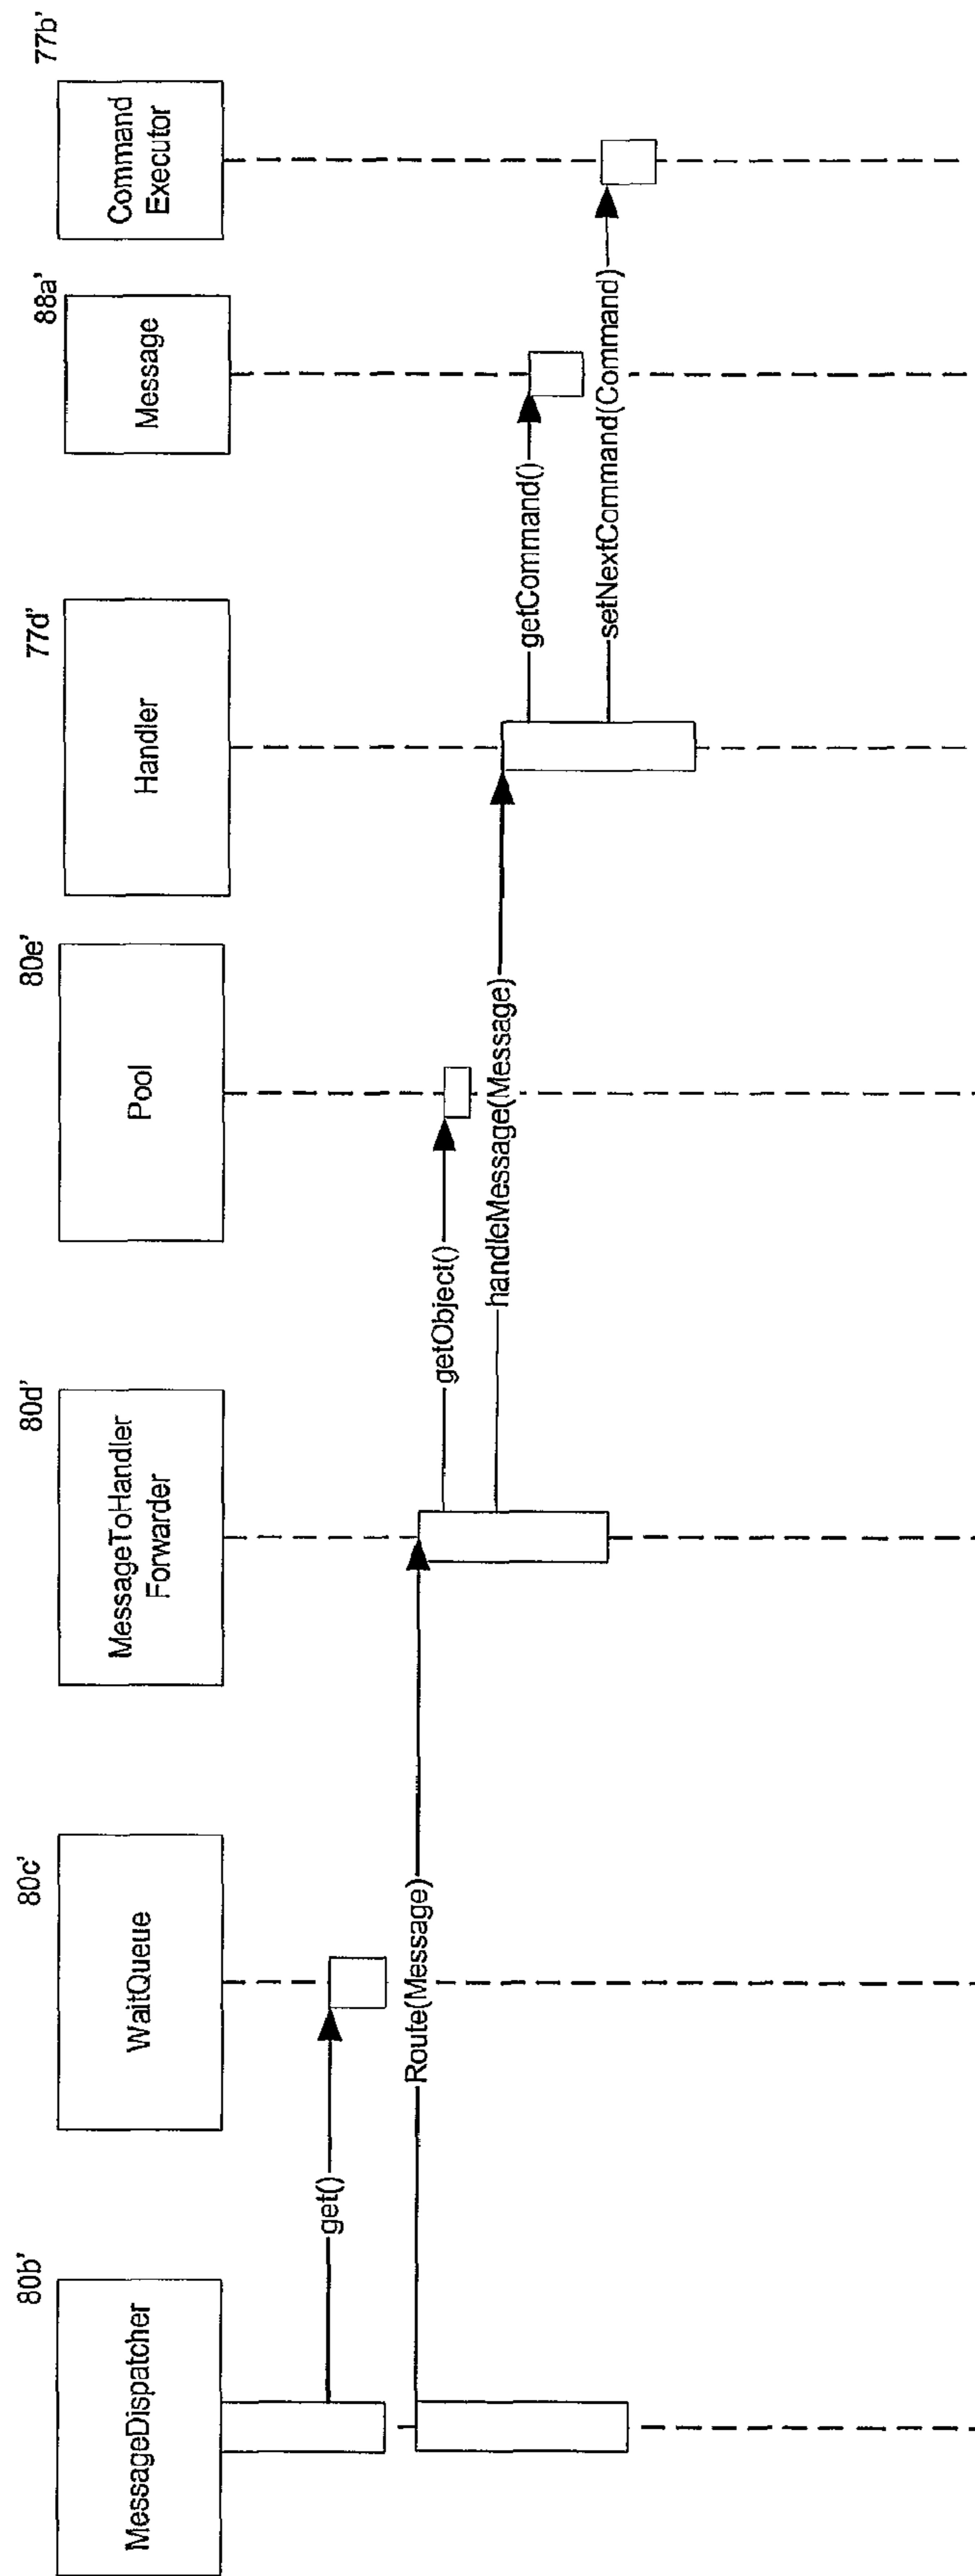 80b'
MessageDispatcher
80c'
WaitQueue
80d'
MessageToHandler
Forwarder
80e'
Pool
77d'
Handler
88a'
Message
77b'
Command
Executor
get()
Route(Message)
getObject()
handleMessage(Message)
getCommand()
setNextCommand(Command)